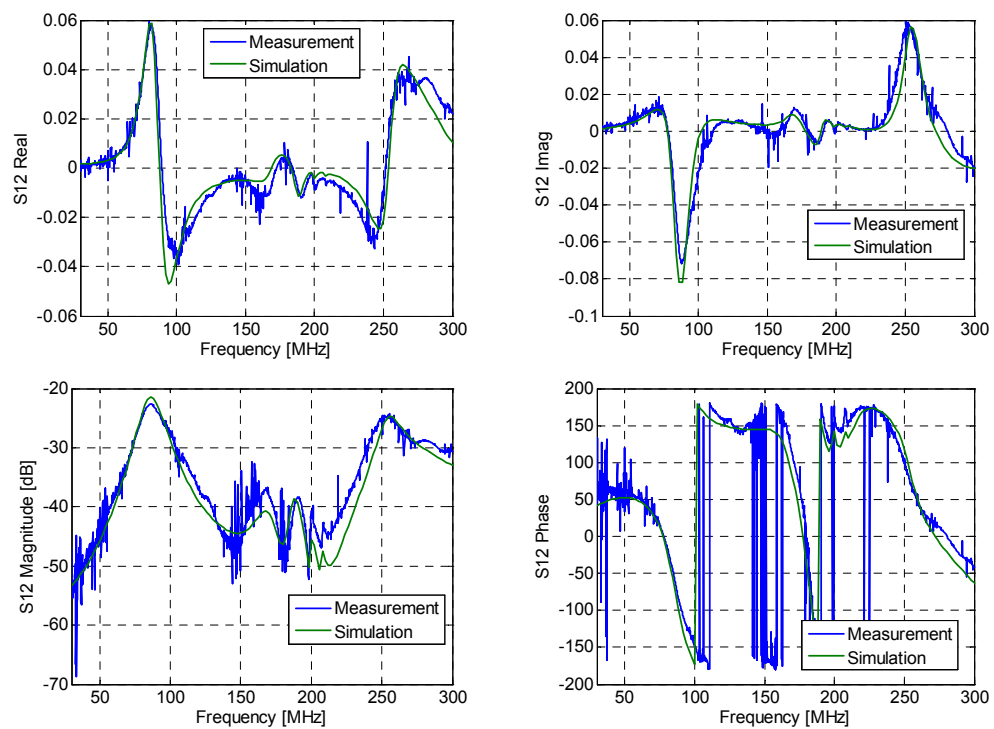 0.06
0.04
0.02
0
-0.02
-0.04
-0.06
S12 Real
50 100 150 200 250 300
Frequency [MHz]
Measurement
Simulation
0.06
0.04
0.02
0
-0.02
-0.04
-0.06
-0.08
-0.1
S12 Imag
50 100 150 200 250 300
Frequency [MHz]
Measurement
Simulation
-20
-30
-40
-50
-60
-70
S12 Magnitude [dB]
50 100 150 200 250 300
Frequency [MHz]
Measurement
Simulation
200
150
100
50
0
-50
-100
-150
-200
S12 Phase
50 100 150 200 250 300
Frequency [MHz]
Measurement
Simulation